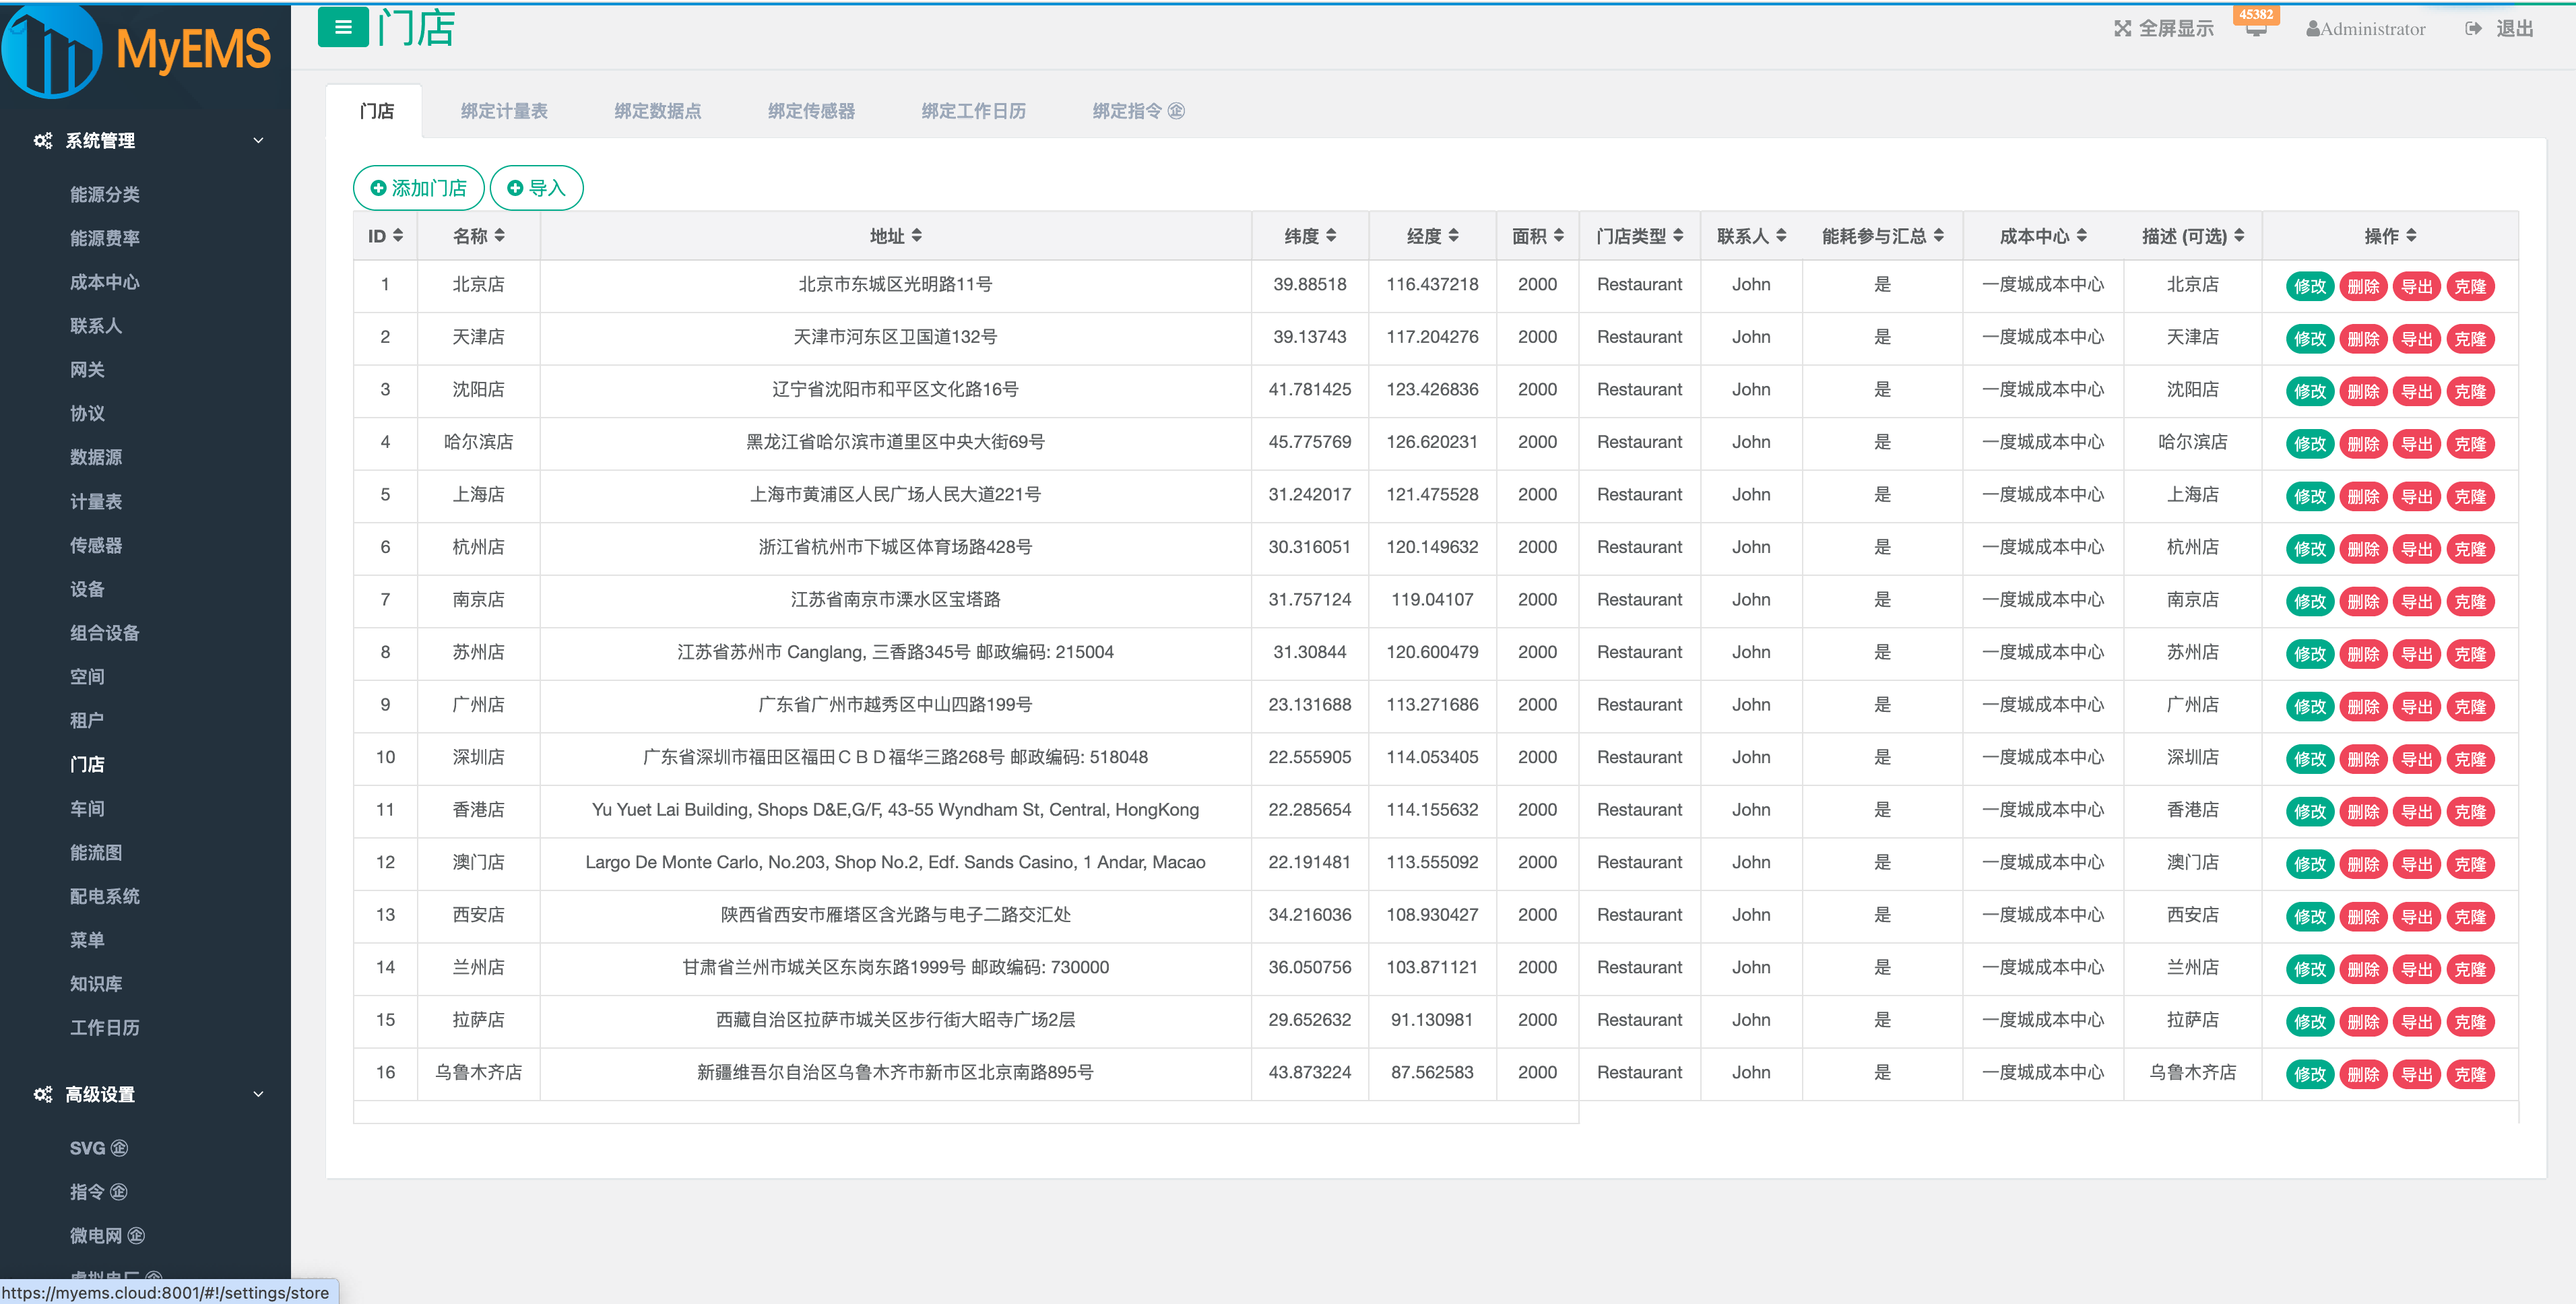 MyEMS
门店
全屏显示
45382
Administrator
退出
系统管理
能源分类
能源费率
成本中心
联系人
网关
协议
数据源
计量表
传感器
设备
组合设备
空间
租户
门店
车间
能流图
配电系统
菜单
知识库
工作日历
高级设置
SVG ㊭
指令 ㊭
微电网 ㊭
虚拟电厂 ㊭
https://myems.cloud:8001/#!/settings/store
门店 绑定计量表 绑定数据点 绑定传感器 绑定工作日历 绑定指令 ㊭
添加门店 导入
ID 名称 地址 纬度 经度 面积 门店类型 联系人 能耗参与汇总 成本中心 描述 (可选) 操作
1 北京店 北京市东城区光明路11号 39.88518 116.437218 2000 Restaurant John 是 一度城成本中心 北京店 修改 删除 导出 克隆
2 天津店 天津市河东区卫国道132号 39.13743 117.204276 2000 Restaurant John 是 一度城成本中心 天津店 修改 删除 导出 克隆
3 沈阳店 辽宁省沈阳市和平区文化路16号 41.781425 123.426836 2000 Restaurant John 是 一度城成本中心 沈阳店 修改 删除 导出 克隆
4 哈尔滨店 黑龙江省哈尔滨市道里区中央大街69号 45.775769 126.620231 2000 Restaurant John 是 一度城成本中心 哈尔滨店 修改 删除 导出 克隆
5 上海店 上海市黄浦区人民广场人民大道221号 31.242017 121.475528 2000 Restaurant John 是 一度城成本中心 上海店 修改 删除 导出 克隆
6 杭州店 浙江省杭州市下城区体育场路428号 30.316051 120.149632 2000 Restaurant John 是 一度城成本中心 杭州店 修改 删除 导出 克隆
7 南京店 江苏省南京市溧水区宝塔路 31.757124 119.04107 2000 Restaurant John 是 一度城成本中心 南京店 修改 删除 导出 克隆
8 苏州店 江苏省苏州市 Canglang, 三香路345号 邮政编码: 215004 31.30844 120.600479 2000 Restaurant John 是 一度城成本中心 苏州店 修改 删除 导出 克隆
9 广州店 广东省广州市越秀区中山四路199号 23.131688 113.271686 2000 Restaurant John 是 一度城成本中心 广州店 修改 删除 导出 克隆
10 深圳店 广东省深圳市福田区福田ＣＢＤ福华三路268号 邮政编码: 518048 22.555905 114.053405 2000 Restaurant John 是 一度城成本中心 深圳店 修改 删除 导出 克隆
11 香港店 Yu Yuet Lai Building, Shops D&E,G/F, 43-55 Wyndham St, Central, HongKong 22.285654 114.155632 2000 Restaurant John 是 一度城成本中心 香港店 修改 删除 导出 克隆
12 澳门店 Largo De Monte Carlo, No.203, Shop No.2, Edf. Sands Casino, 1 Andar, Macao 22.191481 113.555092 2000 Restaurant John 是 一度城成本中心 澳门店 修改 删除 导出 克隆
13 西安店 陕西省西安市雁塔区含光路与电子二路交汇处 34.216036 108.930427 2000 Restaurant John 是 一度城成本中心 西安店 修改 删除 导出 克隆
14 兰州店 甘肃省兰州市城关区东岗东路1999号 邮政编码: 730000 36.050756 103.871121 2000 Restaurant John 是 一度城成本中心 兰州店 修改 删除 导出 克隆
15 拉萨店 西藏自治区拉萨市城关区步行街大昭寺广场2层 29.652632 91.130981 2000 Restaurant John 是 一度城成本中心 拉萨店 修改 删除 导出 克隆
16 乌鲁木齐店 新疆维吾尔自治区乌鲁木齐市新市区北京南路895号 43.873224 87.562583 2000 Restaurant John 是 一度城成本中心 乌鲁木齐店 修改 删除 导出 克隆